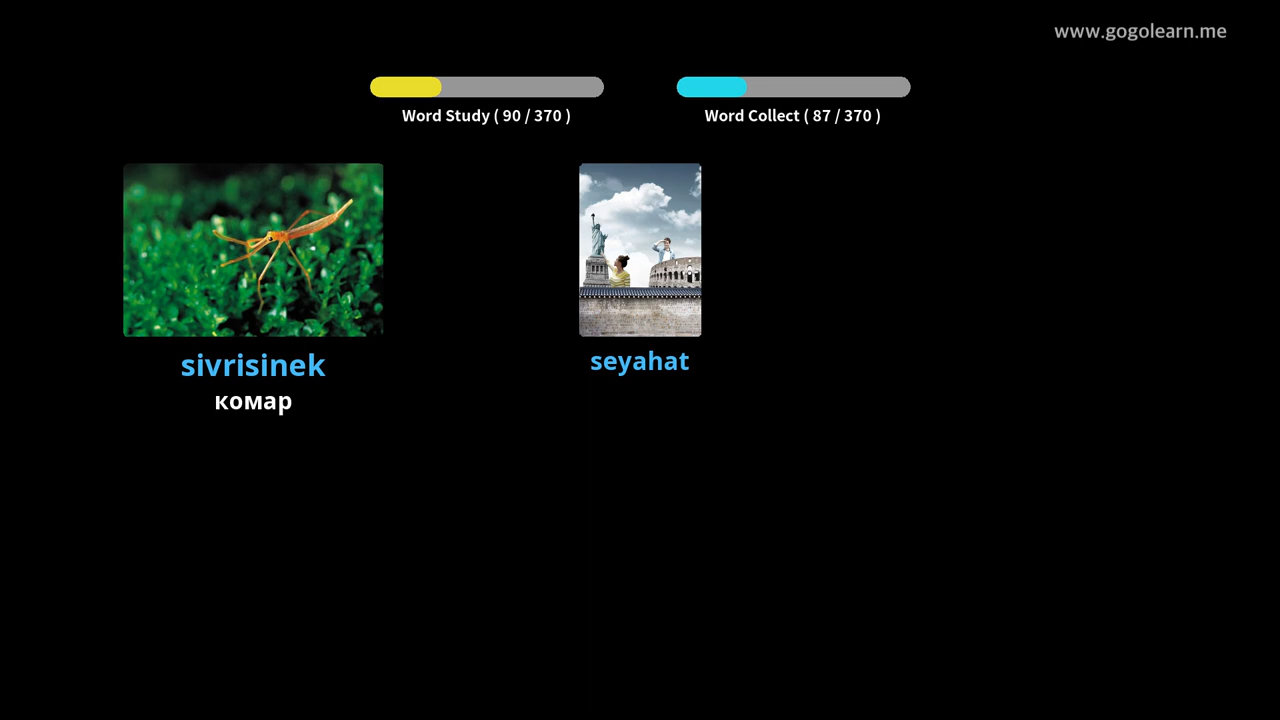 www.gogolearn.me
Word Study ( 90 / 370 )
Word Collect ( 87 / 370 )
sivrisinek
комар
seyahat